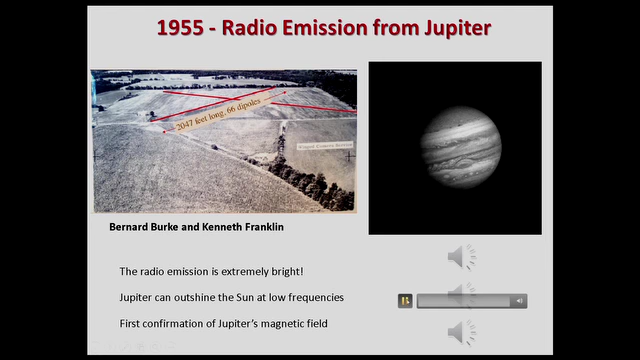 1955 - Radio Emission from Jupiter
2047 feet long, 66 dipoles
Bernard Burke and Kenneth Franklin
The radio emission is extremely bright!
Jupiter can outshine the Sun at low frequencies
First confirmation of Jupiter's magnetic field